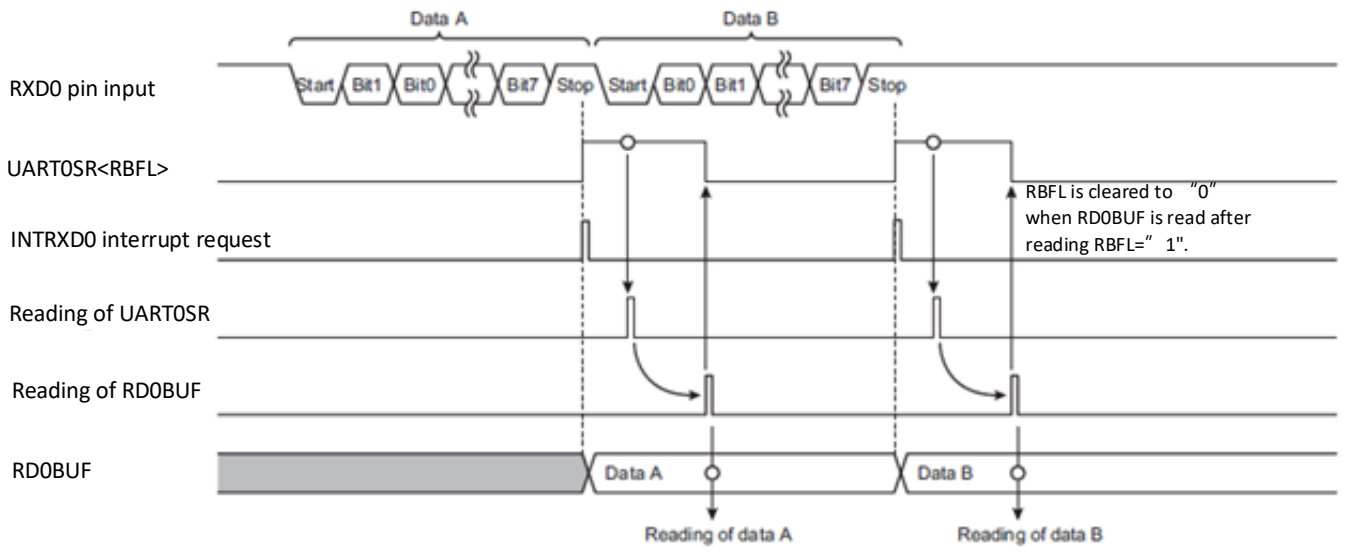 Data A
Data B
RXD0 pin input
Start Bit1 Bit0 Bit7 Stop Start Bit0 Bit1 Bit7 Stop
UART0SR<RBFL>
RBFL is cleared to “0”
when RD0BUF is read after
reading RBFL=”1".
INTRXD0 interrupt request
Reading of UART0SR
Reading of RD0BUF
RD0BUF
Data A
Data B
Reading of data A
Reading of data B